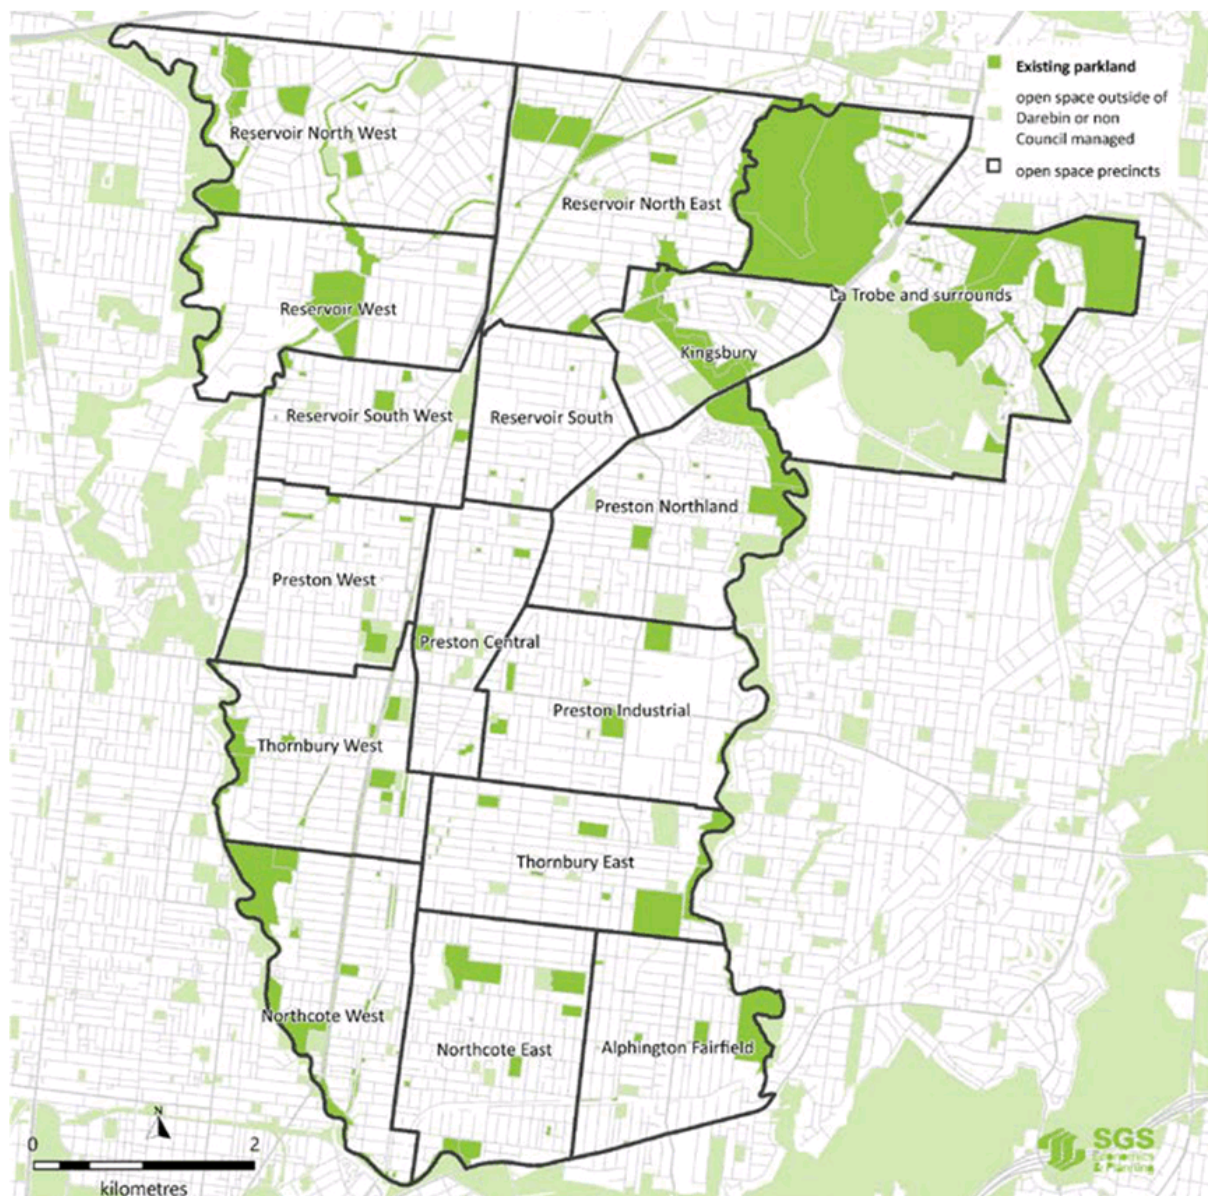 Existing parkland
open space outside of
Darebin or non
Council managed
open space precincts
Reservoir North West
Reservoir North East
La Trobe and surrounds
Reservoir West
Kingsbury
Reservoir South West
Reservoir South
Preston Northland
Preston West
Preston Central
Preston Industrial
Thornbury West
Thornbury East
Northcote West
Northcote East
Alphington Fairfield
N
0
2
kilometres
SGS
Economics
& Planning